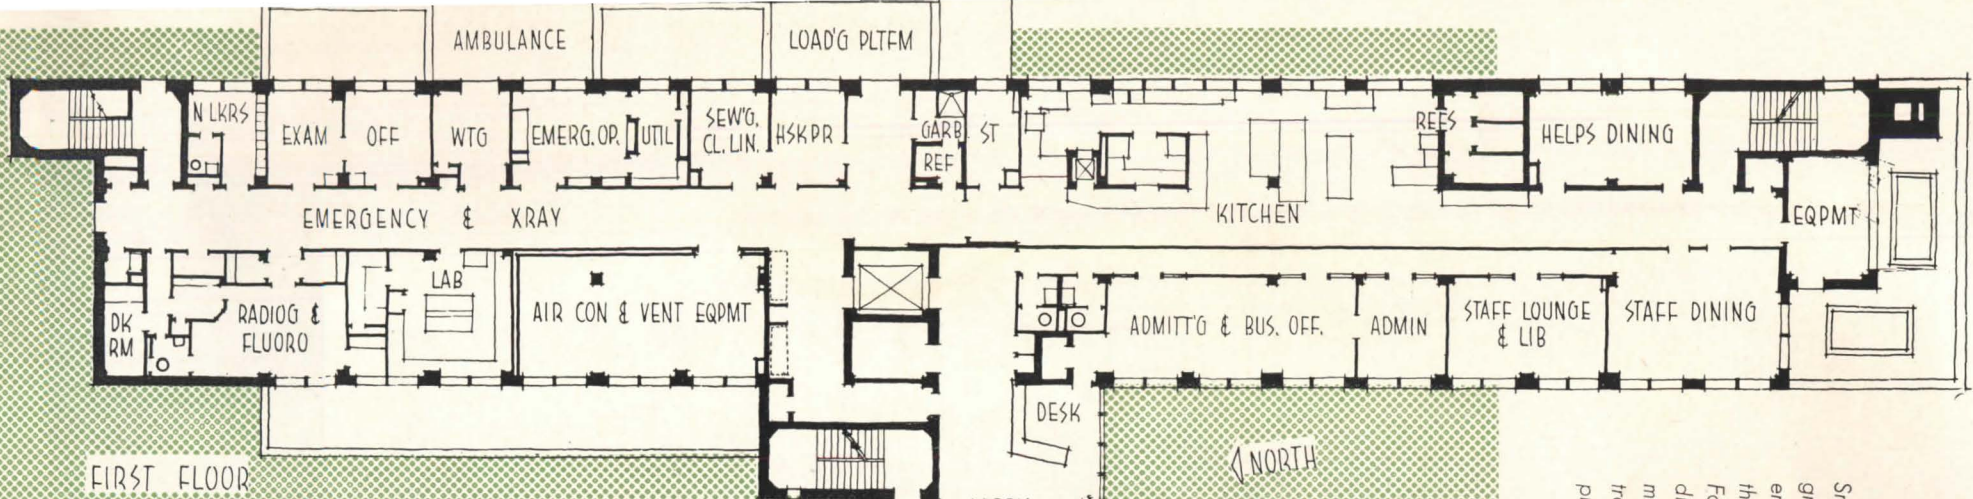 AMBULANCE
LOAD'G PLTFM
N LKRS
EXAM
OFF
WTG
EMERG. OP.
UTIL
SEW'G,
CL. LIN.
HSKPR
GARB
REF
ST
REFS
HELPS DINING
EMERGENCY & XRAY
KITCHEN
EQPMT
LAB
DK
RM
RADIOG &
FLUORO
AIR CON & VENT EQPMT
ADMITT'G & BUS. OFF.
ADMIN
STAFF LOUNGE
& LIB
STAFF DINING
DESK
FIRST FLOOR
NORTH